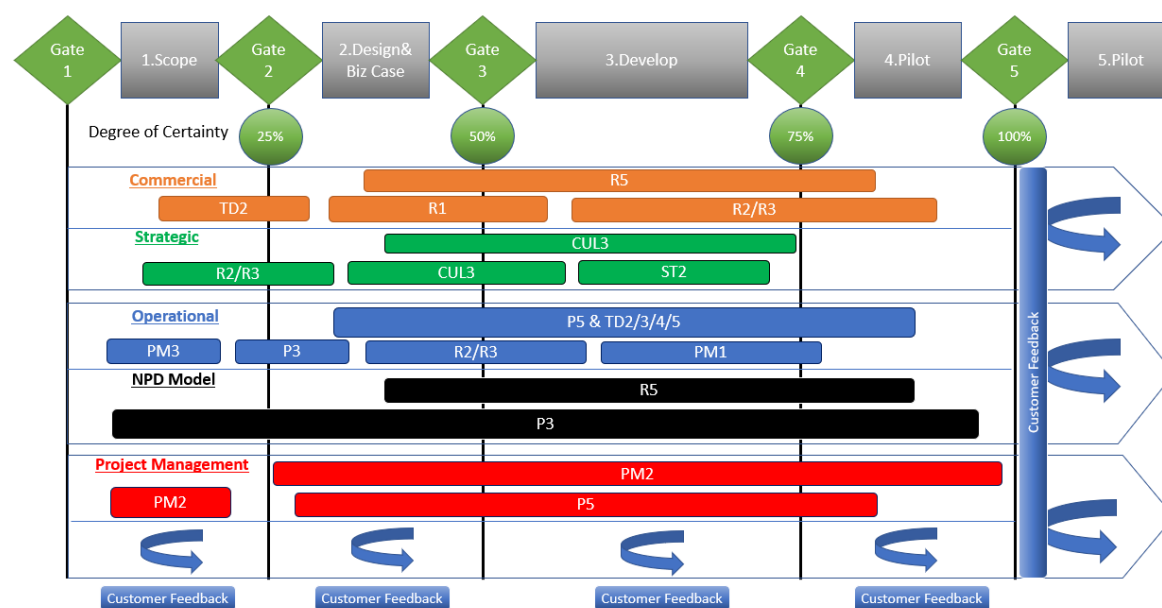 Gate
1
1.Scope
Gate
2
2.Design&
Biz Case
Gate
3
3.Develop
Gate
4
4.Pilot
Gate
5
5.Pilot
Degree of Certainty
25%
50%
75%
100%
Commercial
R5
TD2
R1
R2/R3
Strategic
CUL3
R2/R3
CUL3
ST2
Operational
P5 & TD2/3/4/5
PM3
P3
R2/R3
PM1
NPD Model
R5
P3
Project Management
PM2
PM2
P5
Customer Feedback
Customer Feedback
Customer Feedback
Customer Feedback
Customer Feedback